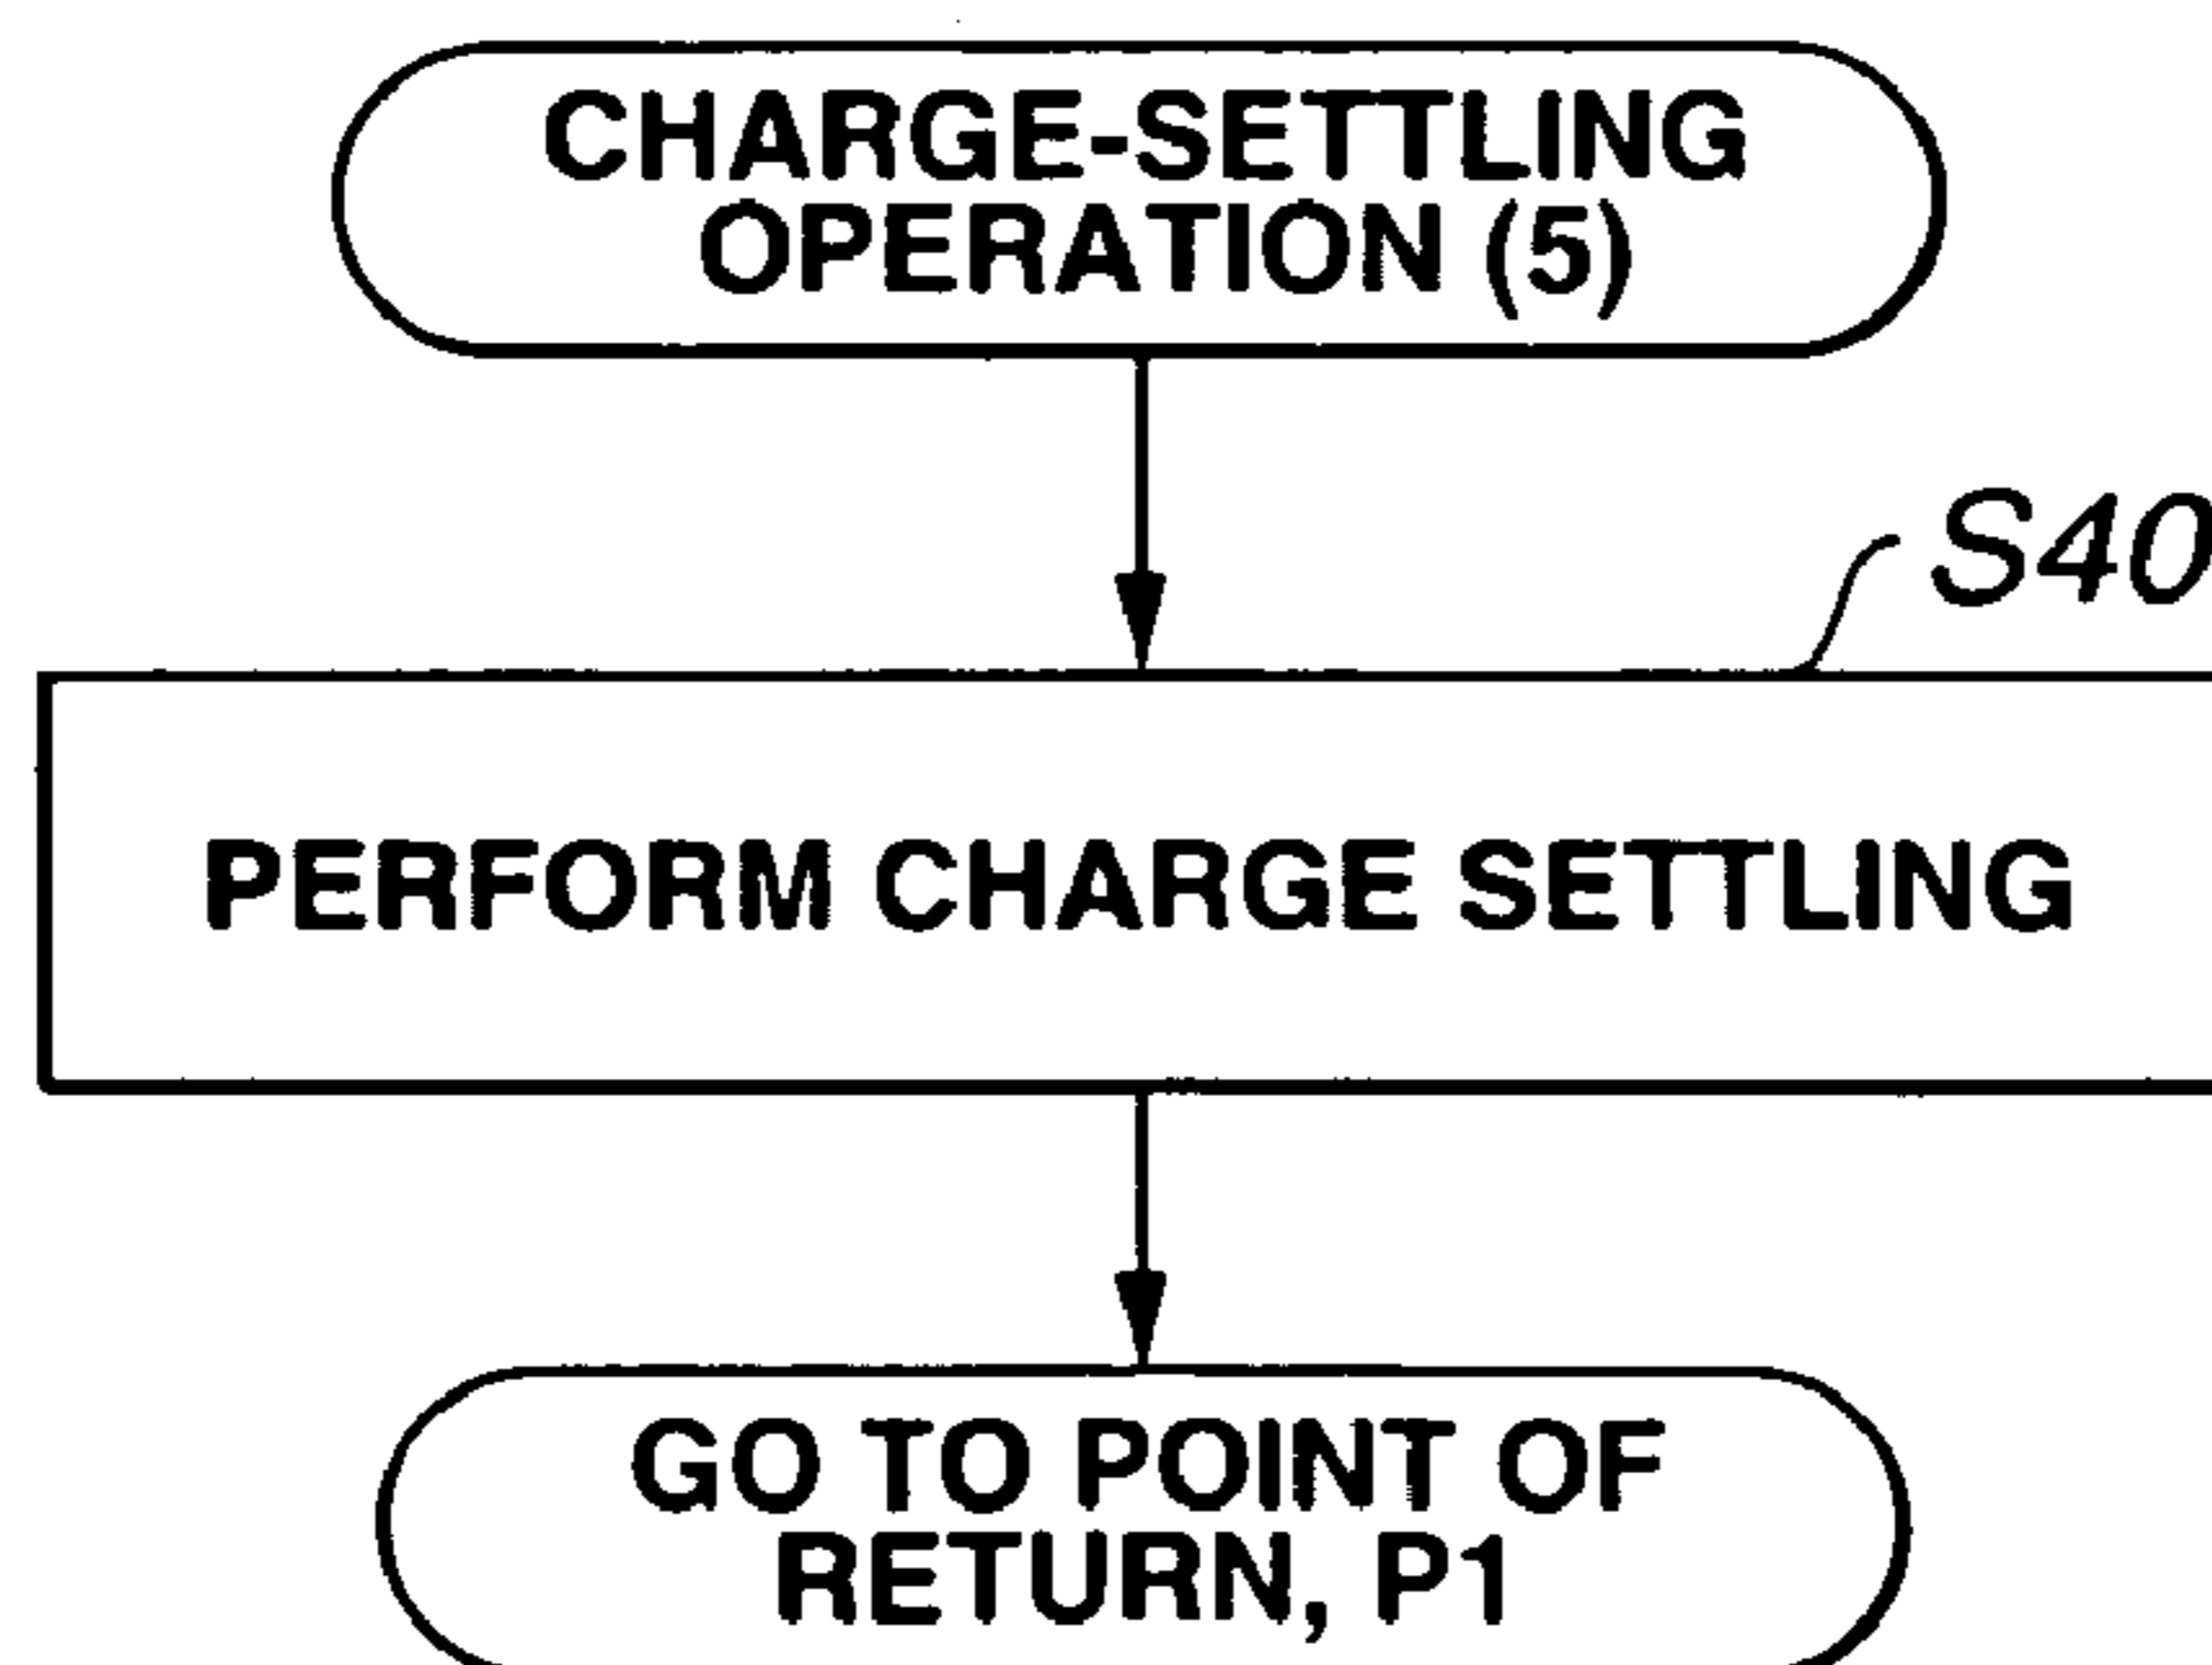 CHARGE-SETTLING
OPERATION (5)
S40
PERFORM CHARGE SETTLING
GO TO POINT OF
RETURN, P1